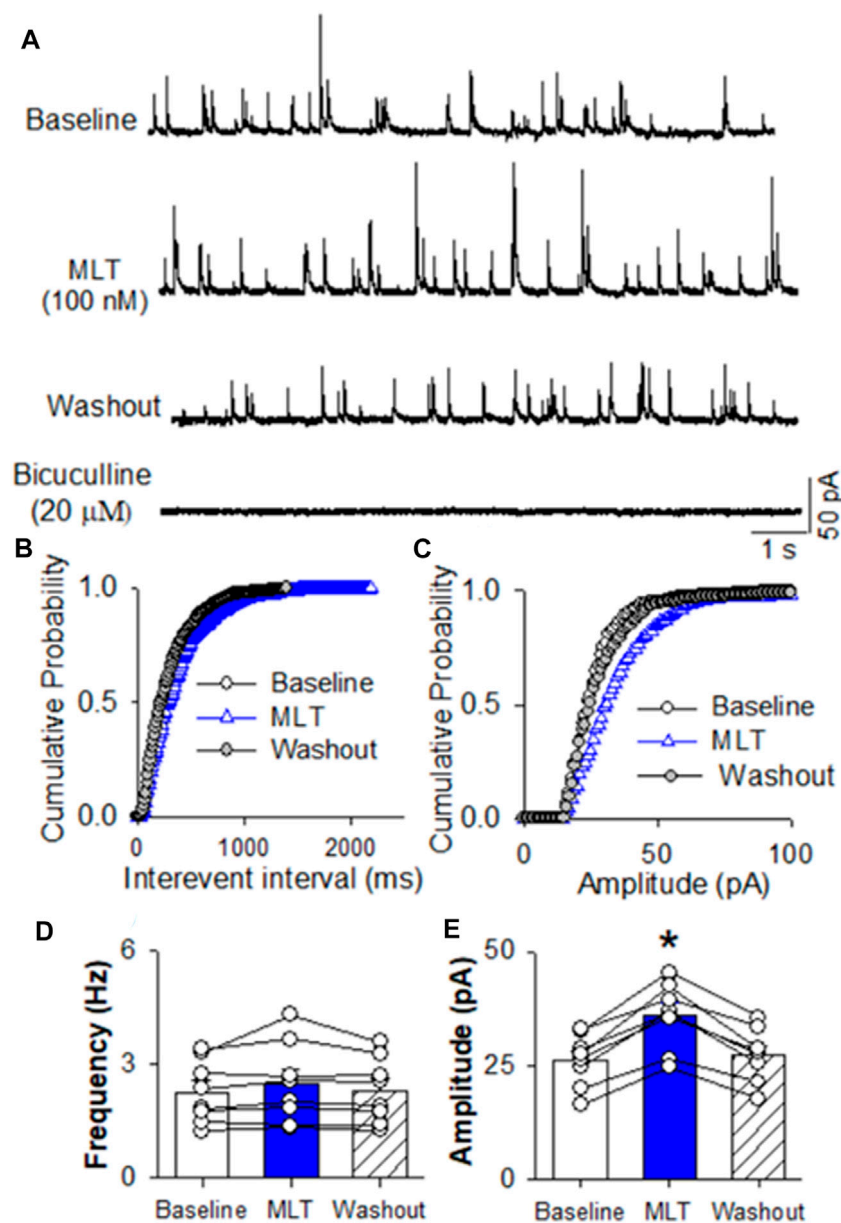 A
Baseline
MLT
(100 nM)
Washout
Bicuculline
(20 μM)
50 pA
1 s
B
Cumulative Probability
1.0
0.5
0.0
Baseline
MLT
Washout
0
1000
2000
Interevent interval (ms)
C
Cumulative Probability
1.0
0.5
0.0
Baseline
MLT
Washout
0
50
100
Amplitude (pA)
D
Frequency (Hz)
6
3
0
Baseline
MLT
Washout
E
Amplitude (pA)
50
25
0
*
Baseline
MLT
Washout